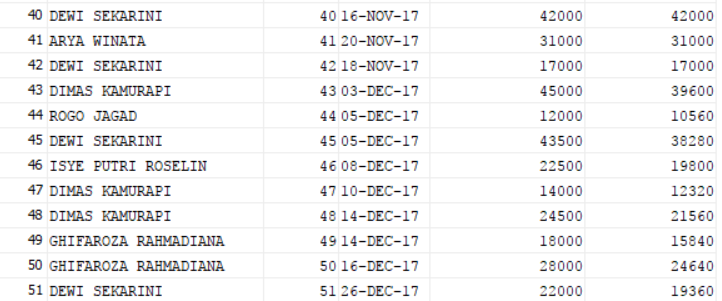 40 DEWI SEKARINI 40 16-NOV-17 42000 42000
41 ARYA WINATA 41 20-NOV-17 31000 31000
42 DEWI SEKARINI 42 18-NOV-17 17000 17000
43 DIMAS KAMURAPI 43 03-DEC-17 45000 39600
44 ROGO JAGAD 44 05-DEC-17 12000 10560
45 DEWI SEKARINI 45 05-DEC-17 43500 38280
46 ISYE PUTRI ROSELIN 46 08-DEC-17 22500 19800
47 DIMAS KAMURAPI 47 10-DEC-17 14000 12320
48 DIMAS KAMURAPI 48 14-DEC-17 24500 21560
49 GHIFAROZA RAHMADIANA 49 14-DEC-17 18000 15840
50 GHIFAROZA RAHMADIANA 50 16-DEC-17 28000 24640
51 DEWI SEKARINI 51 26-DEC-17 22000 19360